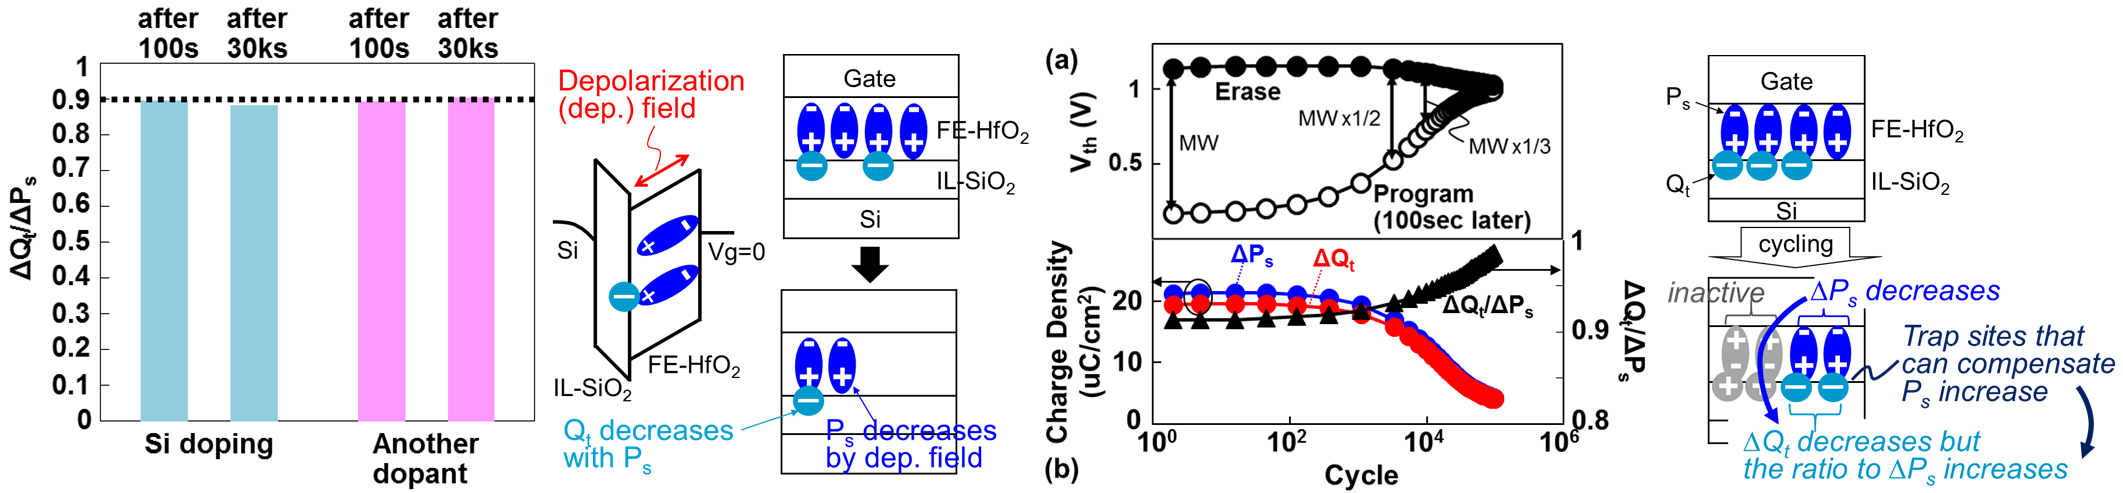 after after after after
100s 30ks 100s 30ks
1
0.9
0.8
0.7
0.6
0.5
0.4
0.3
0.2
0.1
0
ΔQt/ΔPs
Si doping
Another
dopant
Depolarization
(dep.) field
Si
Vg=0
FE-HfO2
IL-SiO2
Qt decreases
with Ps
Gate
FE-HfO2
IL-SiO2
Si
Ps decreases
by dep. field
(a)
Vth (V)
1
0.5
Erase
MW
MW x1/2
MW x1/3
Program
(100sec later)
(b)
Charge Density
(uC/cm2)
20
10
0
ΔPs
ΔQt
ΔQt/ΔPs
1
0.9
0.8
ΔQt/ΔPs
10^0 10^2 10^4 10^6
Cycle
Gate
Ps
FE-HfO2
Qt
IL-SiO2
Si
cycling
inactive
ΔPs decreases
Trap sites that
can compensate
Ps increase
ΔQt decreases but
the ratio to ΔPs increases